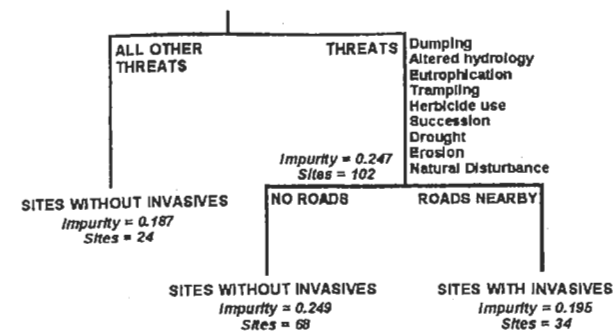 ALL OTHER
THREATS
THREATS
Dumping
Altered hydrology
Eutrophication
Trampling
Herbicide use
Succession
Drought
Erosion
Natural Disturbance
Impurity = 0.247
Sites = 102
SITES WITHOUT INVASIVES
Impurity = 0.187
Sites = 24
NO ROADS
ROADS NEARBY
SITES WITHOUT INVASIVES
Impurity = 0.249
Sites = 68
SITES WITH INVASIVES
Impurity = 0.195
Sites = 34